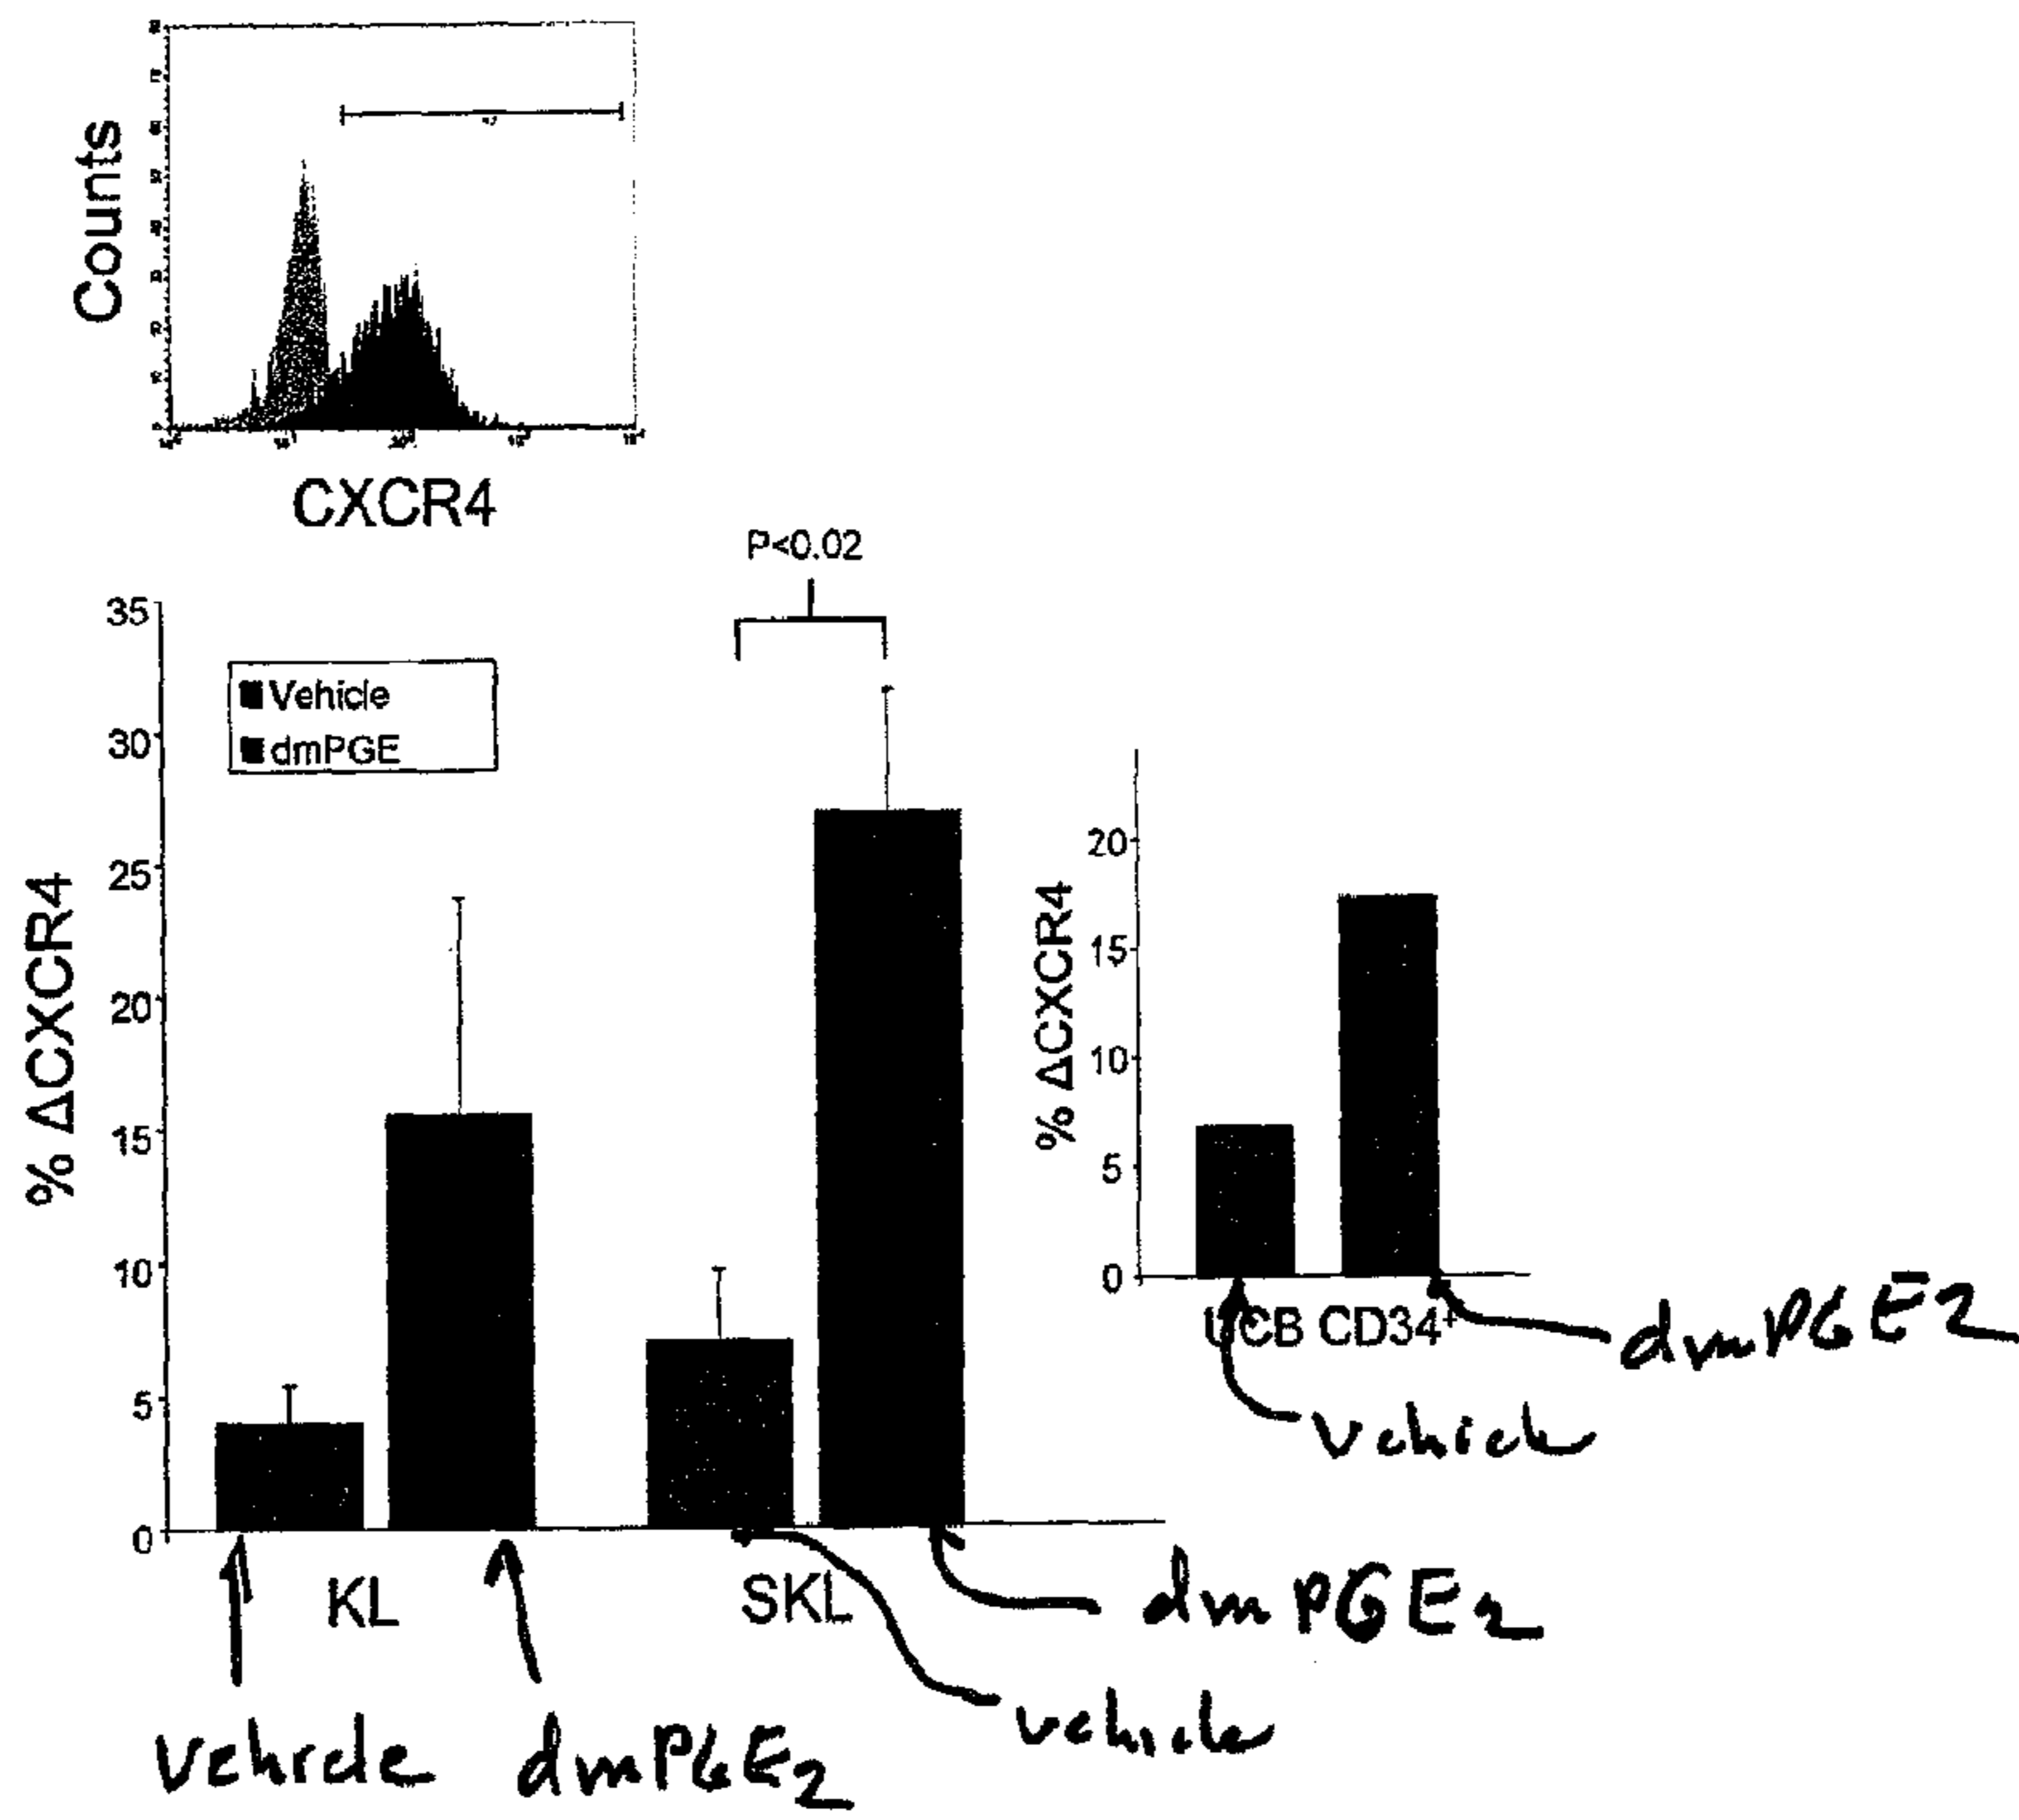 Counts
CXCR4
P<0.02
35
30
25
20
15
10
5
0
% ΔCXCR4
Vehicle
dmPGE
KL
SKL
vehicle
dmPGE2
vehicle
dmPGE2
% ΔCXCR4
20
15
10
5
0
UCB CD34+
dmPGE2
vehicle